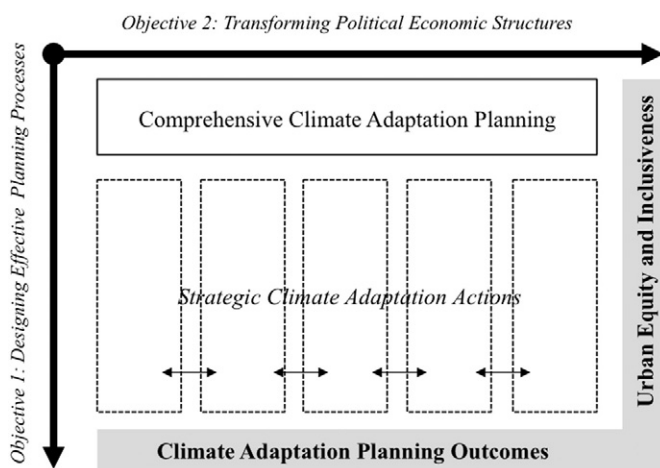 Objective 2: Transforming Political Economic Structures
Objective 1: Designing Effective Planning Processes
Comprehensive Climate Adaptation Planning
Strategic Climate Adaptation Actions
Urban Equity and Inclusiveness
Climate Adaptation Planning Outcomes